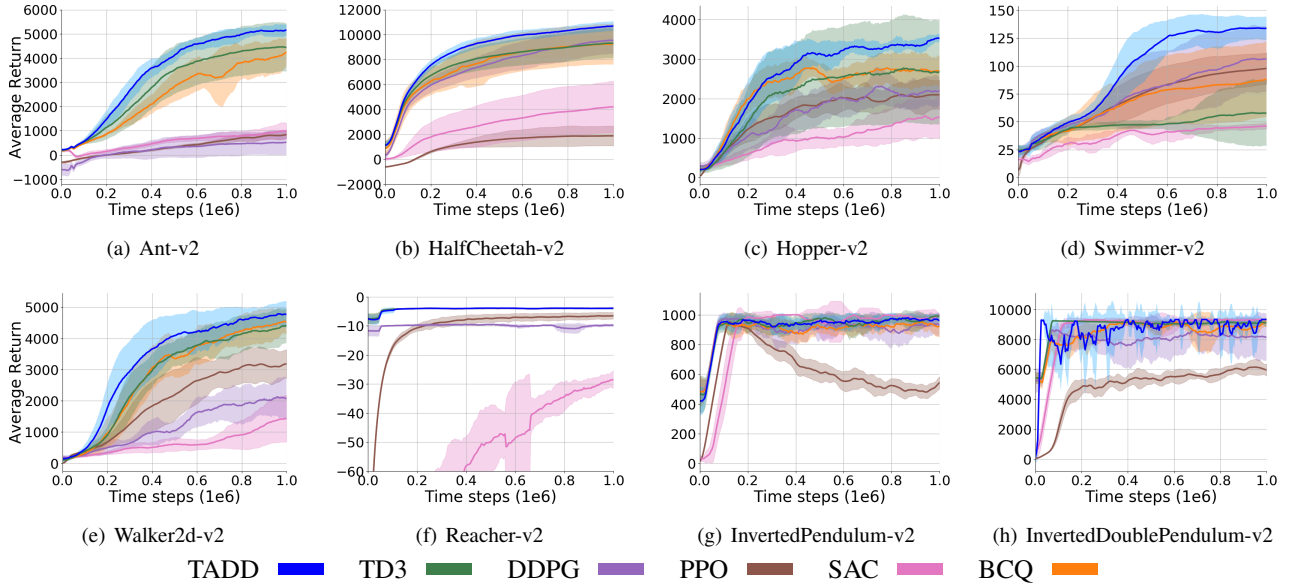 6000
5000
4000
3000
2000
1000
0
−1000
Average Return
0.0 0.2 0.4 0.6 0.8 1.0
Time steps (1e6)
(a) Ant-v2
12000
10000
8000
6000
4000
2000
0
−2000
0.0 0.2 0.4 0.6 0.8 1.0
Time steps (1e6)
(b) HalfCheetah-v2
4000
3000
2000
1000
0
0.0 0.2 0.4 0.6 0.8 1.0
Time steps (1e6)
(c) Hopper-v2
150
125
100
75
50
25
0
0.0 0.2 0.4 0.6 0.8 1.0
Time steps (1e6)
(d) Swimmer-v2
5000
4000
3000
2000
1000
0
Average Return
0.0 0.2 0.4 0.6 0.8 1.0
Time steps (1e6)
(e) Walker2d-v2
0
−10
−20
−30
−40
−50
−60
0.0 0.2 0.4 0.6 0.8 1.0
Time steps (1e6)
(f) Reacher-v2
1000
800
600
400
200
0
0.0 0.2 0.4 0.6 0.8 1.0
Time steps (1e6)
(g) InvertedPendulum-v2
10000
8000
6000
4000
2000
0
0.0 0.2 0.4 0.6 0.8 1.0
Time steps (1e6)
(h) InvertedDoublePendulum-v2
TADD TD3 DDPG PPO SAC BCQ